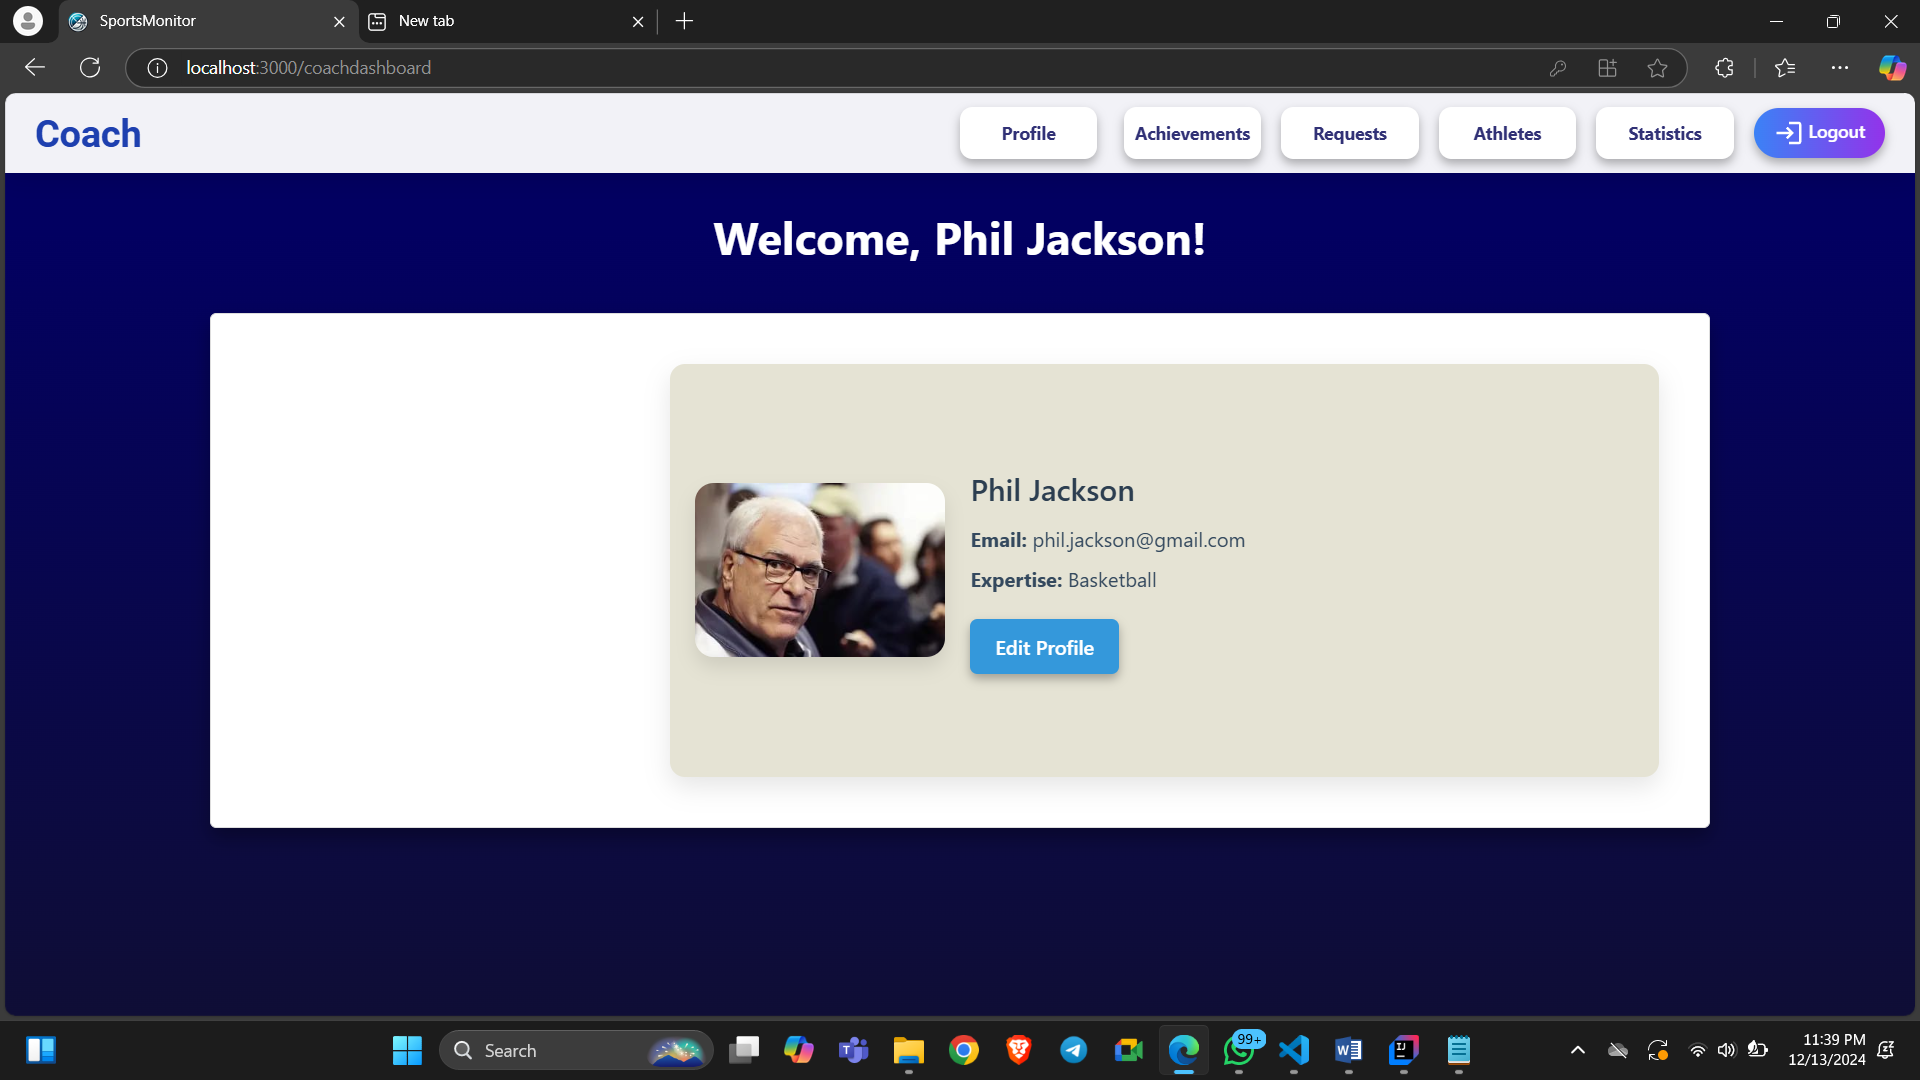 SportsMonitor
New tab
localhost:3000/coachdashboard
Coach
Profile
Achievements
Requests
Athletes
Statistics
Logout
Welcome, Phil Jackson!
Phil Jackson
Email: phil.jackson@gmail.com
Expertise: Basketball
Edit Profile
Search
99+
11:39 PM
12/13/2024